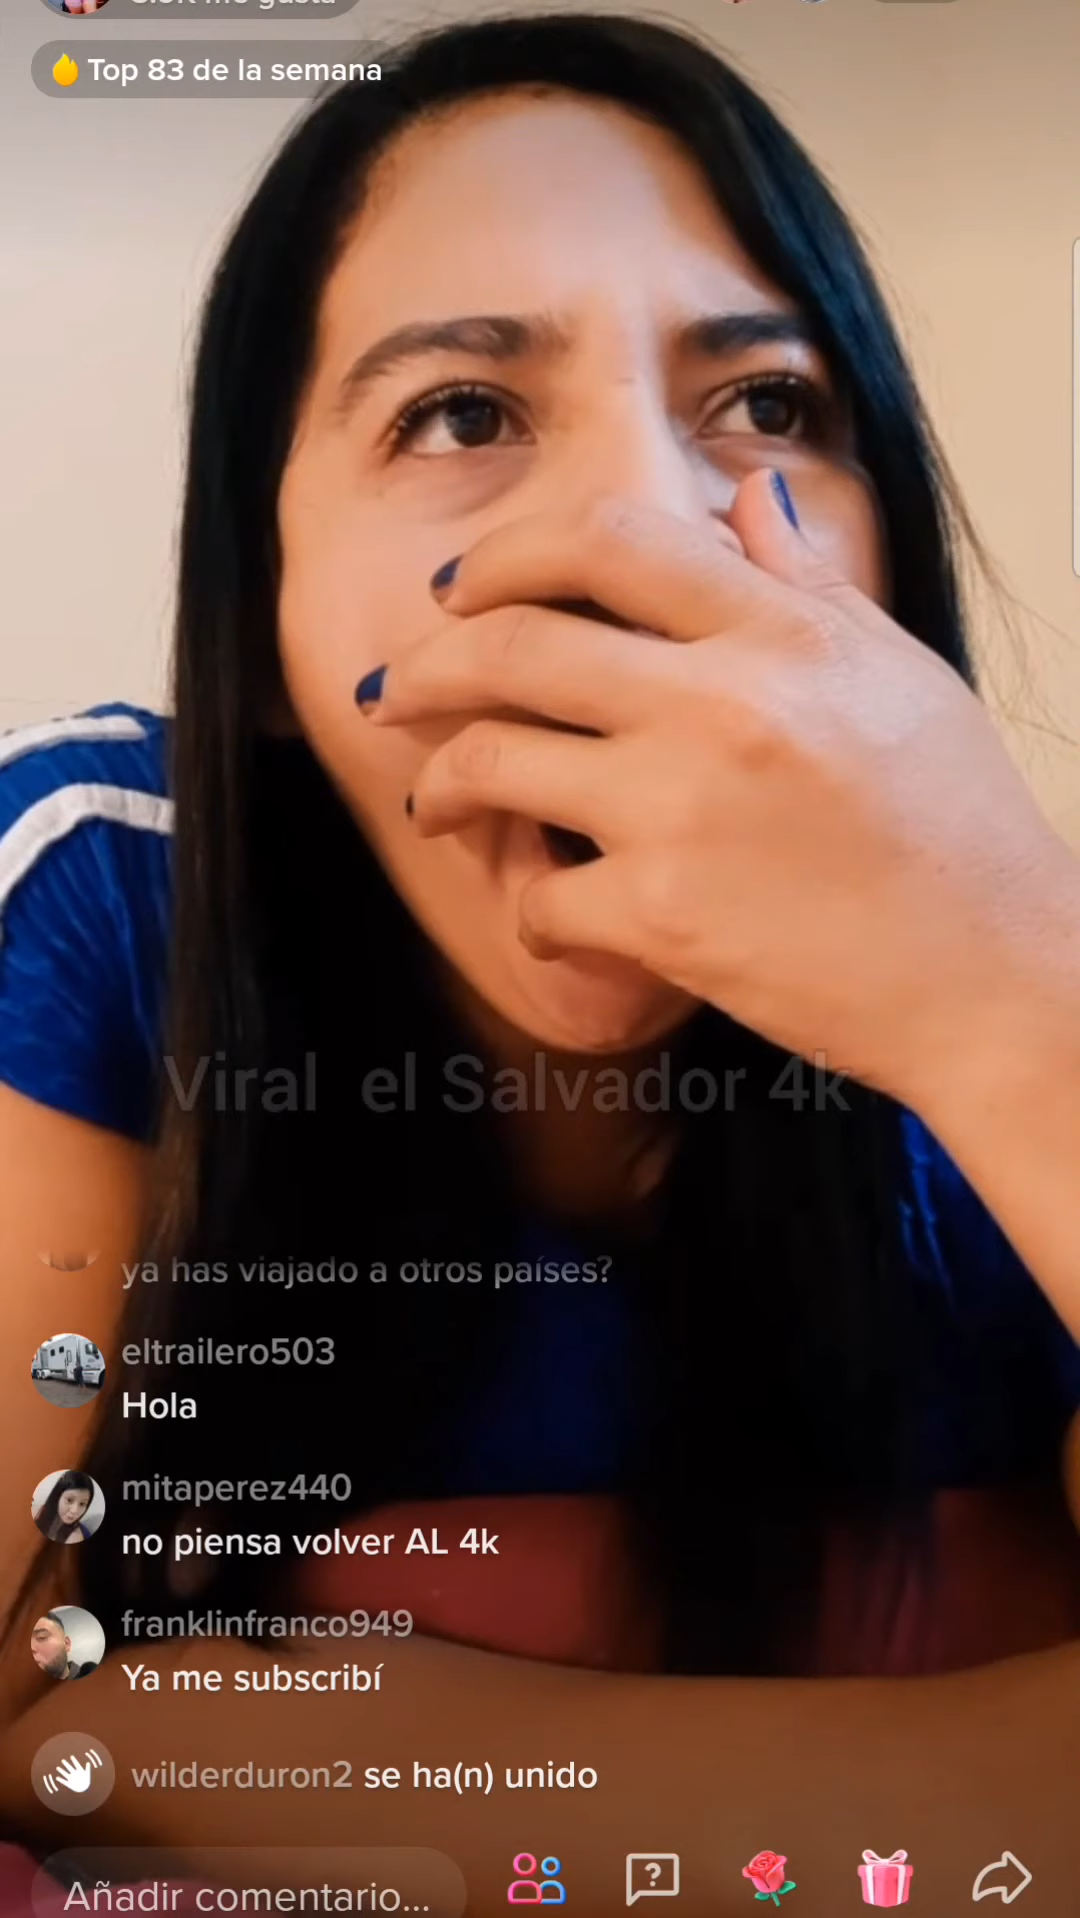 Top 83 de la semana
Viral el Salvador 4k
ya has viajado a otros países?
eltrailero503
Hola
mitaperez440
no piensa volver AL 4k
franklinfranco949
Ya me subscribí
wilderduron2 se ha(n) unido
Añadir comentario...